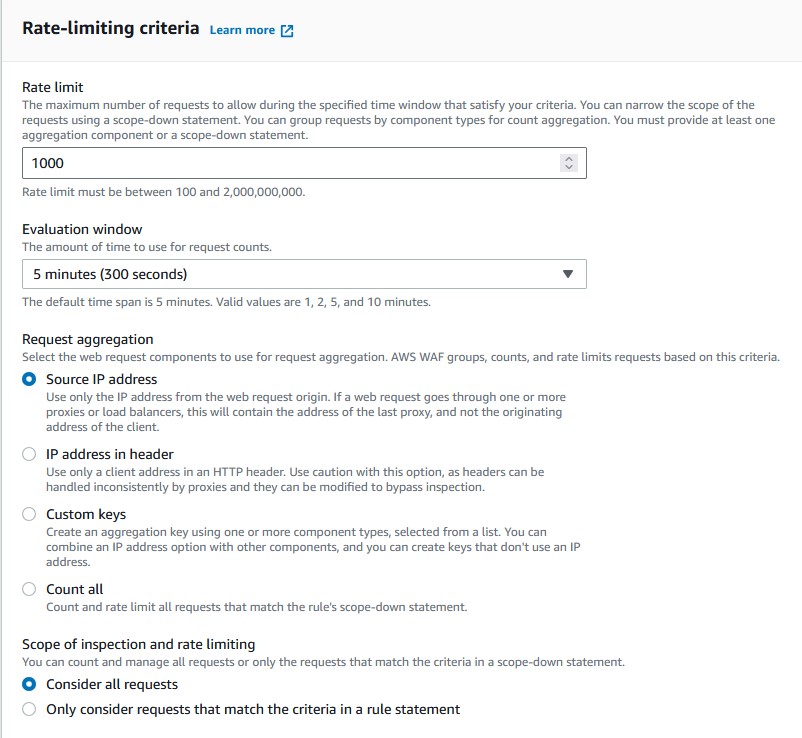 Rate-limiting criteria Learn more
Rate limit
The maximum number of requests to allow during the specified time window that satisfy your criteria. You can narrow the scope of the
requests using a scope-down statement. You can group requests by component types for count aggregation. You must provide at least one
aggregation component or a scope-down statement.
1000
Rate limit must be between 100 and 2,000,000,000.
Evaluation window
The amount of time to use for request counts.
5 minutes (300 seconds)
The default time span is 5 minutes. Valid values are 1, 2, 5, and 10 minutes.
Request aggregation
Select the web request components to use for request aggregation. AWS WAF groups, counts, and rate limits requests based on this criteria.
Source IP address
Use only the IP address from the web request origin. If a web request goes through one or more
proxies or load balancers, this will contain the address of the last proxy, and not the originating
address of the client.
IP address in header
Use only a client address in an HTTP header. Use caution with this option, as headers can be
handled inconsistently by proxies and they can be modified to bypass inspection.
Custom keys
Create an aggregation key using one or more component types, selected from a list. You can
combine an IP address option with other components, and you can create keys that don't use an IP
address.
Count all
Count and rate limit all requests that match the rule's scope-down statement.
Scope of inspection and rate limiting
You can count and manage all requests or only the requests that match the criteria in a scope-down statement.
Consider all requests
Only consider requests that match the criteria in a rule statement